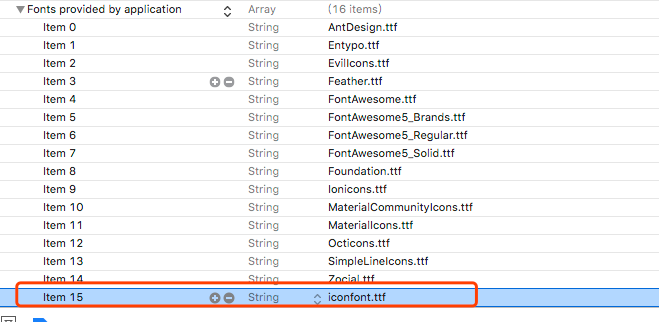 Fonts provided by application Array (16 items)
Item 0 String AntDesign.ttf
Item 1 String Entypo.ttf
Item 2 String EvilIcons.ttf
Item 3 String Feather.ttf
Item 4 String FontAwesome.ttf
Item 5 String FontAwesome5_Brands.ttf
Item 6 String FontAwesome5_Regular.ttf
Item 7 String FontAwesome5_Solid.ttf
Item 8 String Foundation.ttf
Item 9 String Ionicons.ttf
Item 10 String MaterialCommunityIcons.ttf
Item 11 String MaterialIcons.ttf
Item 12 String Octicons.ttf
Item 13 String SimpleLineIcons.ttf
Item 14 String Zocial.ttf
Item 15 String iconfont.ttf